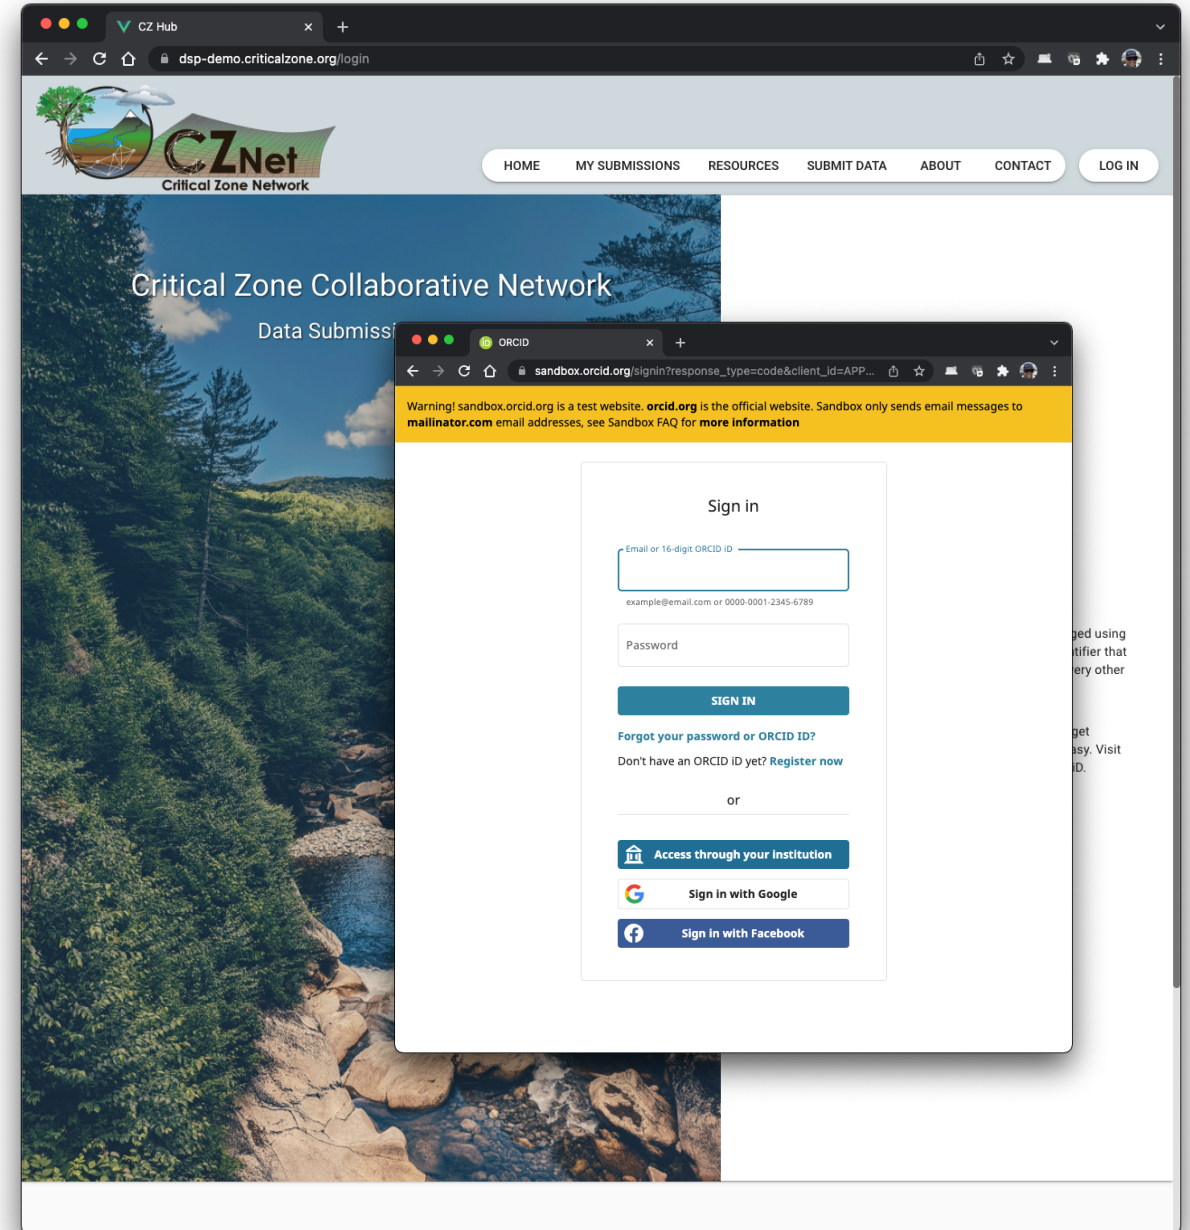 CZ Hub
dsp-demo.criticalzone.org/login
CZNet
Critical Zone Network
HOME MY SUBMISSIONS RESOURCES SUBMIT DATA ABOUT CONTACT LOG IN
Critical Zone Collaborative Network
Data Submissi
ORCID
sandbox.orcid.org/signin?response_type=code&client_id=APP...
Warning! sandbox.orcid.org is a test website. orcid.org is the official website. Sandbox only sends email messages to
mailinator.com email addresses, see Sandbox FAQ for more information
Sign in
Email or 16-digit ORCID iD
example@email.com or 0000-0001-2345-6789
Password
SIGN IN
Forgot your password or ORCID ID?
Don't have an ORCID iD yet? Register now
or
Access through your institution
Sign in with Google
Sign in with Facebook
ged using
tifier that
ery other
get
asy. Visit
iD.